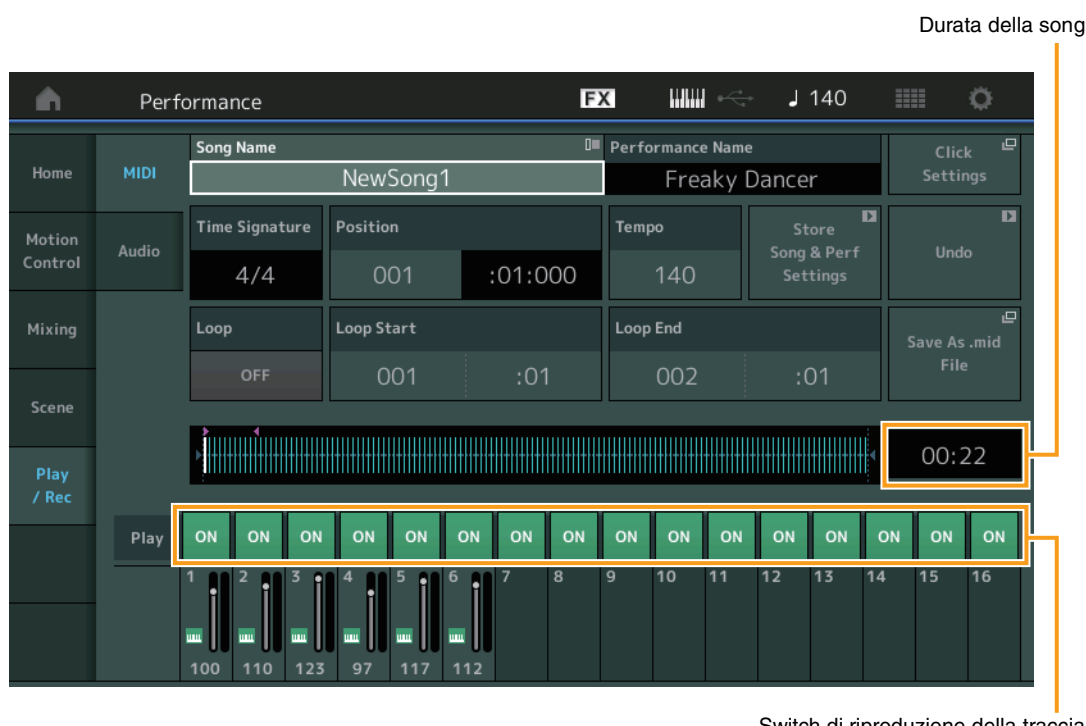 Durata della song
Performance
FX
140
Home
Motion
Control
Mixing
Scene
Play
/ Rec
MIDI
Audio
Song Name
NewSong1
Performance Name
Freaky Dancer
Click
Settings
Time Signature
4/4
Position
001 :01:000
Tempo
140
Store
Song & Perf
Settings
Undo
Loop
OFF
Loop Start
001 :01
Loop End
002 :01
Save As .mid
File
00:22
Play ON ON ON ON ON ON ON ON ON ON ON ON ON ON ON ON
1 2 3 4 5 6 7 8 9 10 11 12 13 14 15 16
100 110 123 97 117 112
Switch di riproduzione della traccia